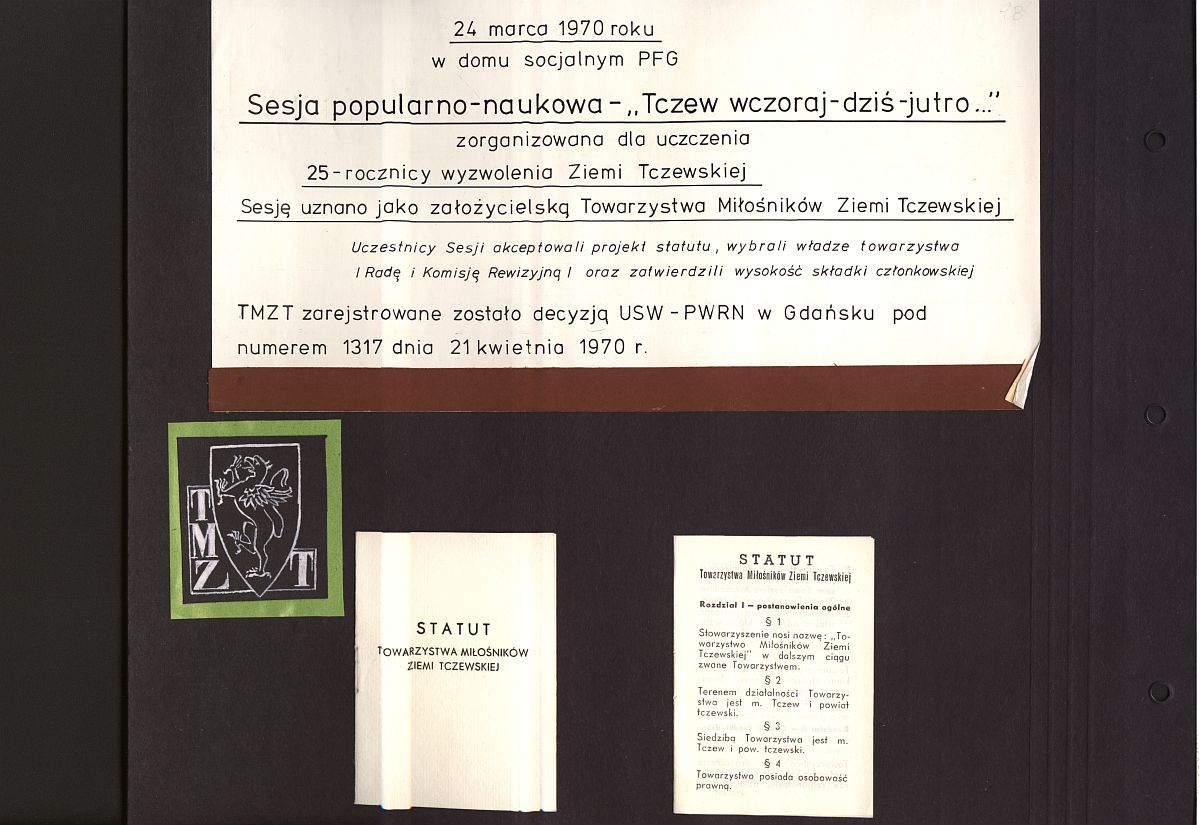 18
24 marca 1970 roku
w domu socjalnym PFG
Sesja popularno-naukowa - „Tczew wczoraj-dziś-jutro..."
zorganizowana dla uczczenia
25-rocznicy wyzwolenia Ziemi Tczewskiej
Sesję uznano jako założycielską Towarzystwa Miłośników Ziemi Tczewskiej
Uczestnicy Sesji akceptowali projekt statutu, wybrali władze towarzystwa
/ Radę i Komisję Rewizyjną / oraz zatwierdzili wysokość składki członkowskiej
TMZT zarejstrowane zostało decyzją USW - PWRN w Gdańsku pod
numerem 1317 dnia 21 kwietnia 1970 r.
T
M
Z T
STATUT
TOWARZYSTWA MIŁOŚNIKÓW
ZIEMI TCZEWSKIEJ
STATUT
Towarzystwa Miłośników Ziemi Tczewskiej
Rozdział I — postanowienia ogólne
§ 1
Stowarzyszenie nosi nazwę: „To-
warzystwo Miłośników Ziemi
Tczewskiej" w dalszym ciągu
zwane Towarzystwem.
§ 2
Terenem działalności Towarzy-
stwa jest m. Tczew i powiat
tczewski.
§ 3
Siedzibą Towarzystwa jest m.
Tczew i pow. tczewski.
§ 4
Towarzystwo posiada osobowość
prawną.